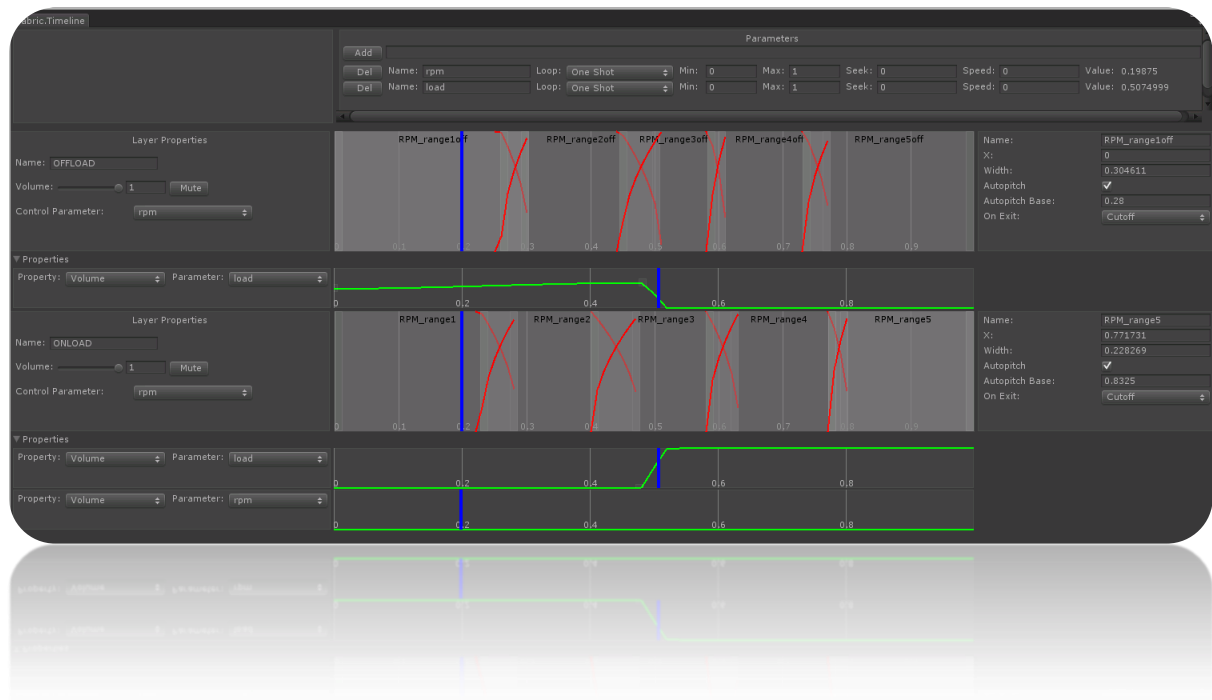 abric.Timeline
Parameters
Add
Del Name: rpm Loop: One Shot Min: 0 Max: 1 Seek: 0 Speed: 0 Value: 0.19875
Del Name: load Loop: One Shot Min: 0 Max: 1 Seek: 0 Speed: 0 Value: 0.5074999
Layer Properties
Name: OFFLOAD
Volume: 1 Mute
Control Parameter: rpm
RPM_range1off RPM_range2off RPM_range3off RPM_range4off RPM_range5off
0 0.1 0.2 0.3 0.4 0.5 0.6 0.7 0.8 0.9
Name: RPM_range1off
X: 0
Width: 0.304611
Autopitch
Autopitch Base: 0.28
On Exit: Cutoff
Properties
Property: Volume Parameter: load
0 0.2 0.4 0.6 0.8
Layer Properties
Name: ONLOAD
Volume: 1 Mute
Control Parameter: rpm
RPM_range1 RPM_range2 RPM_range3 RPM_range4 RPM_range5
0 0.1 0.2 0.3 0.4 0.5 0.6 0.7 0.8 0.9
Name: RPM_range5
X: 0.771731
Width: 0.228269
Autopitch
Autopitch Base: 0.8325
On Exit: Cutoff
Properties
Property: Volume Parameter: load
0 0.2 0.4 0.6 0.8
Property: Volume Parameter: rpm
0 0.2 0.4 0.6 0.8